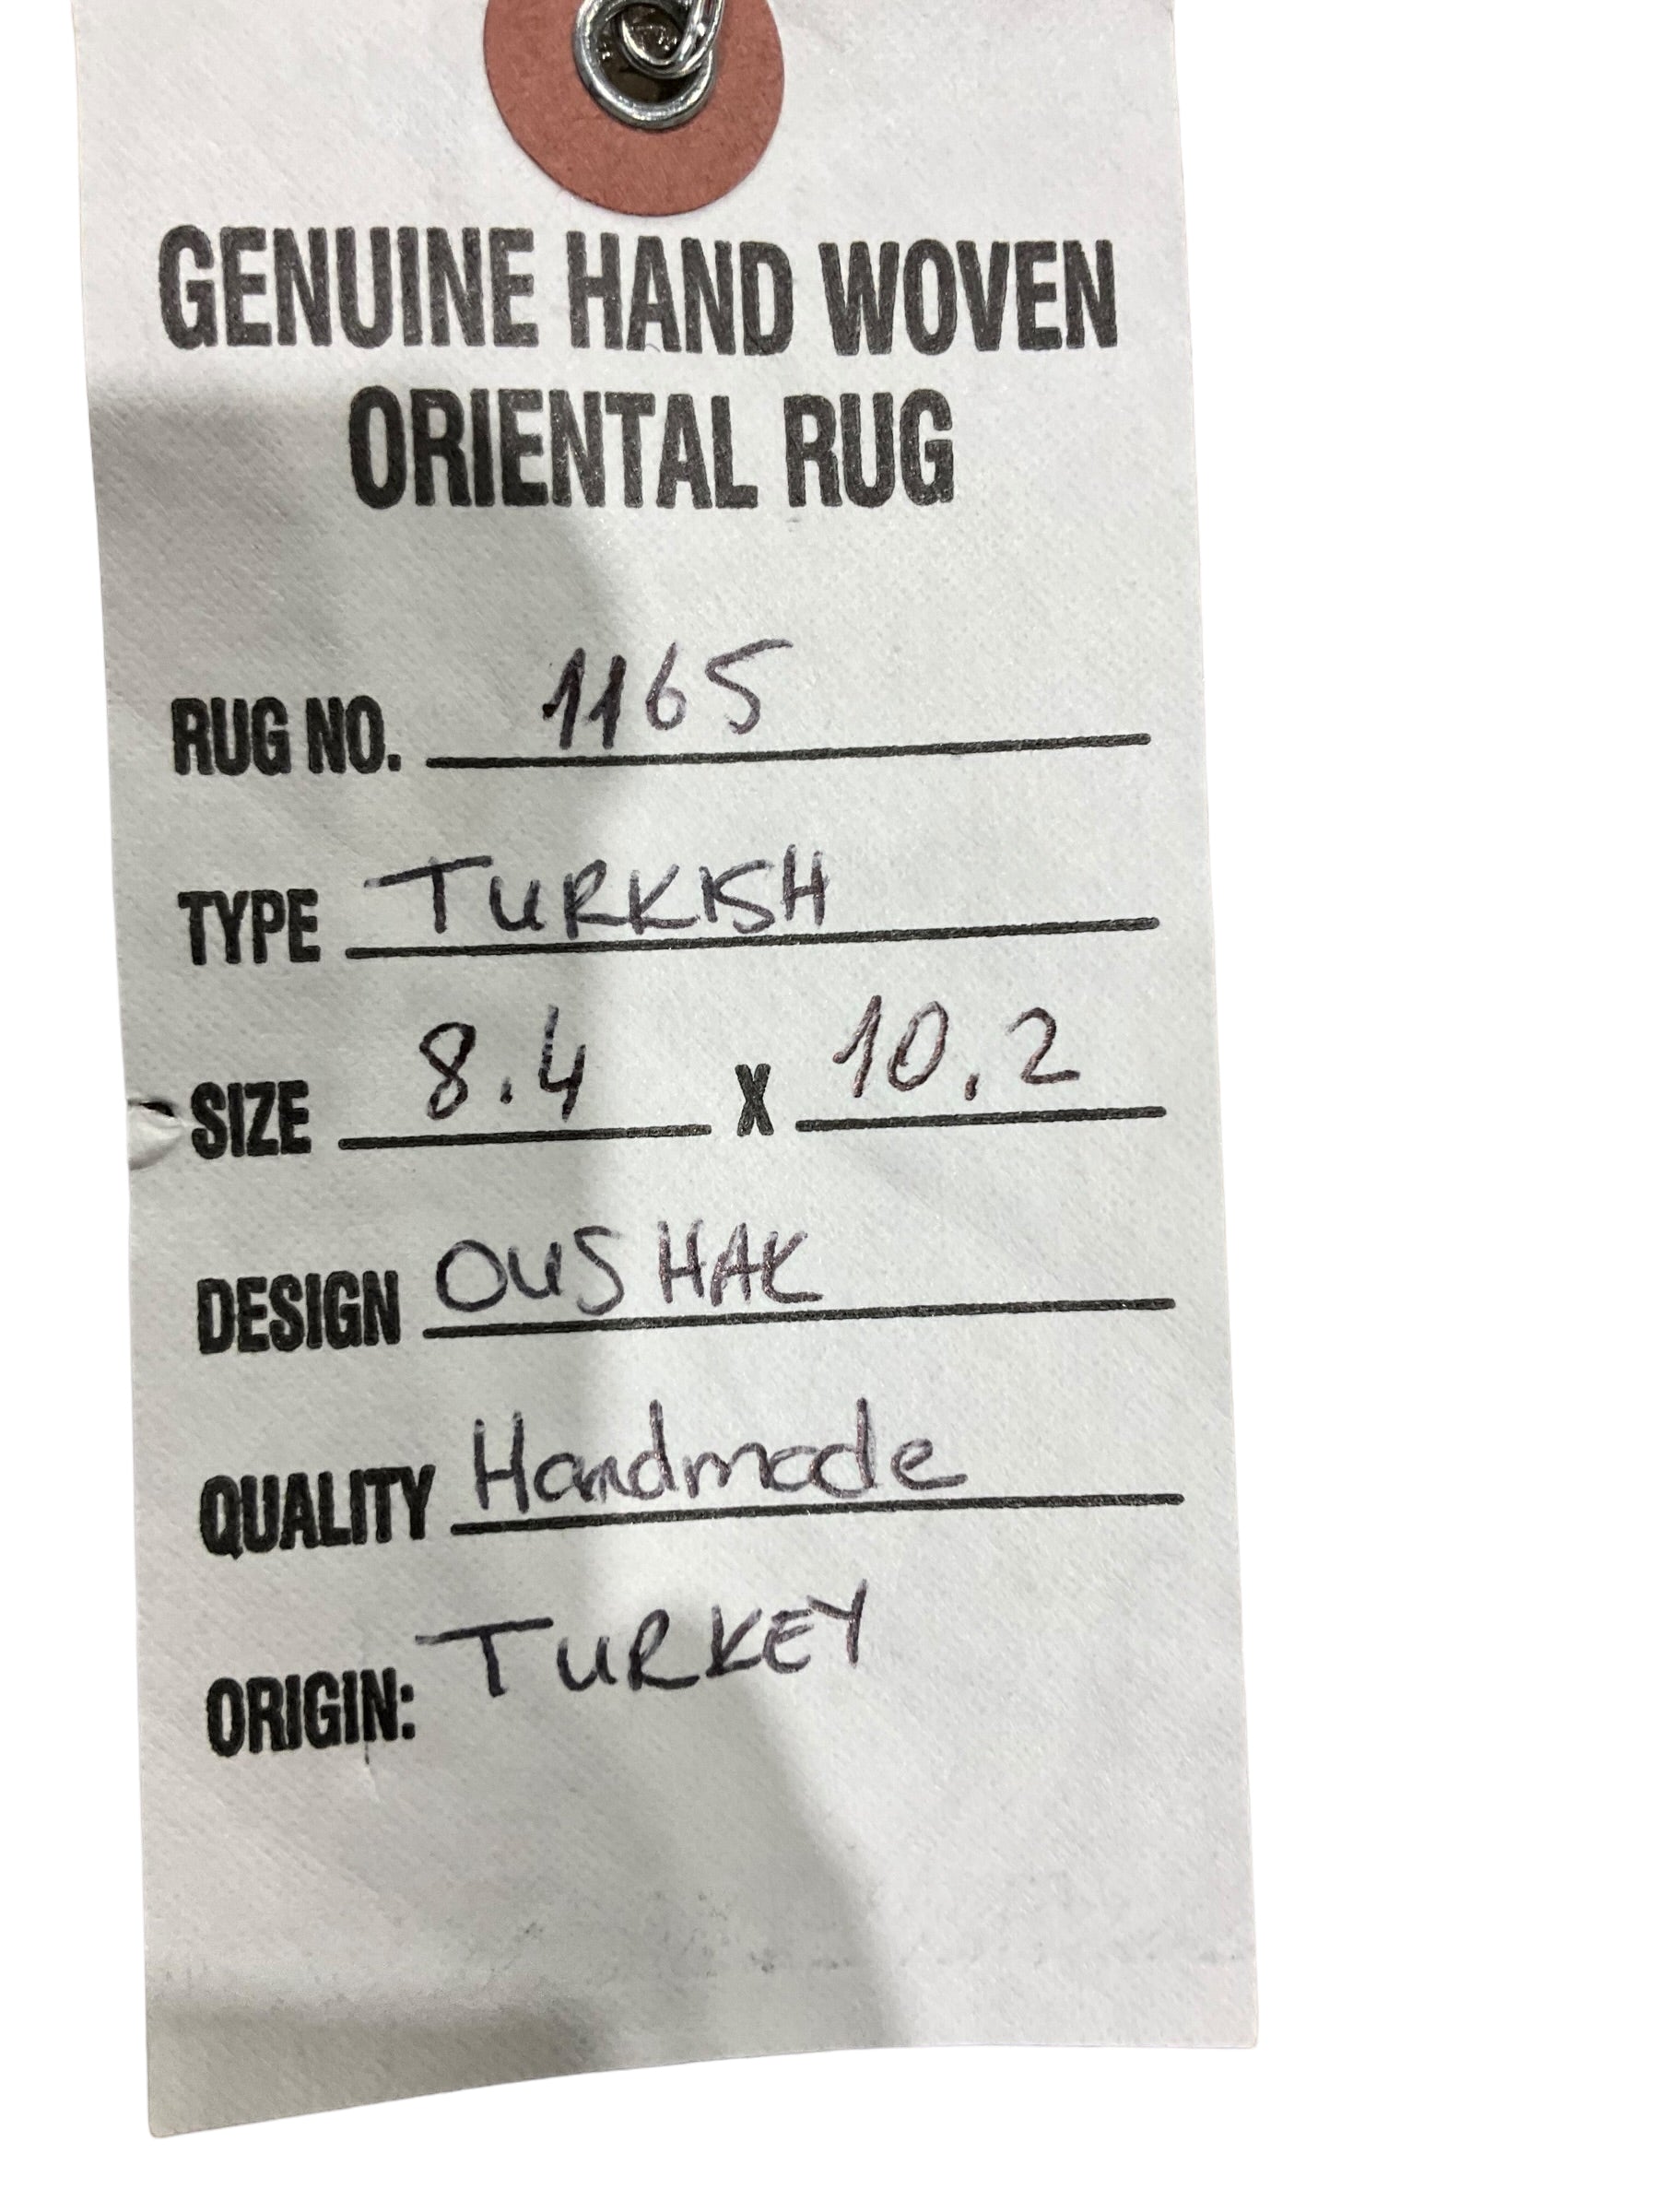 GENUINE HAND WOVEN
ORIENTAL RUG
RUG NO. 1165
TYPE TURKISH
SIZE 8.4 X 10.2
DESIGN OUSHAK
QUALITY Handmade
ORIGIN: TURKEY